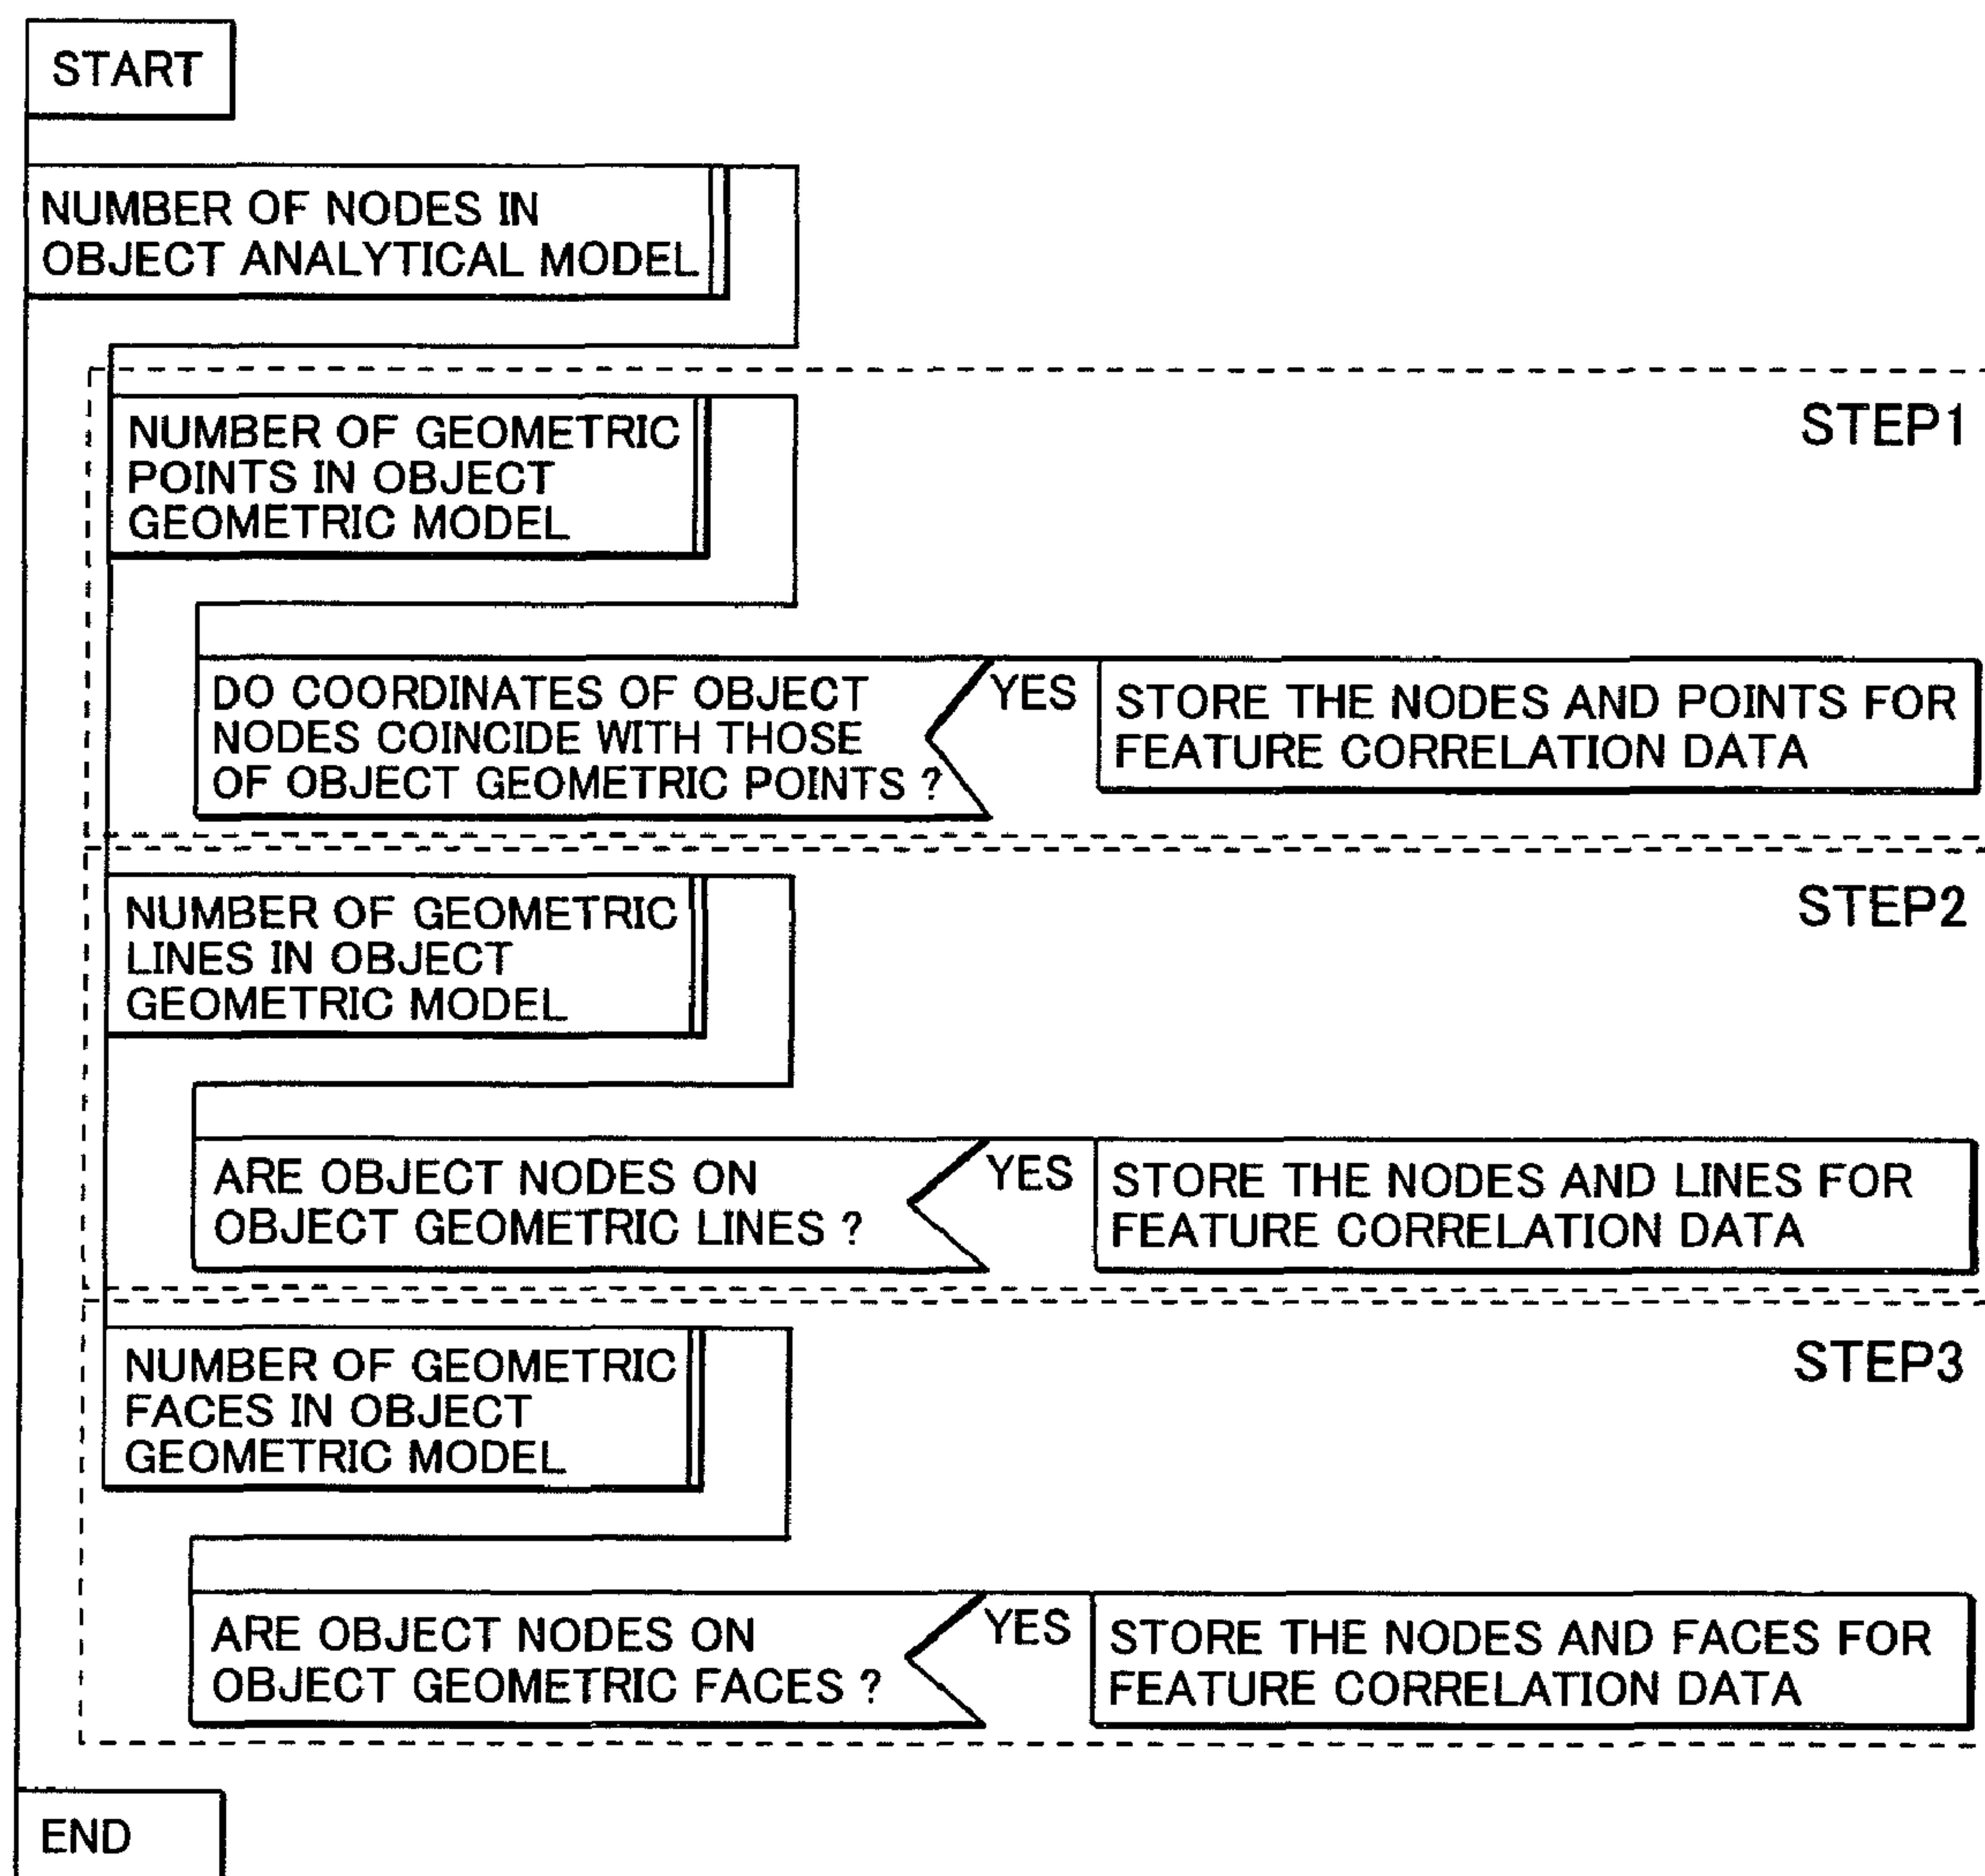 START
NUMBER OF NODES IN
OBJECT ANALYTICAL MODEL
STEP1
NUMBER OF GEOMETRIC
POINTS IN OBJECT
GEOMETRIC MODEL
DO COORDINATES OF OBJECT
NODES COINCIDE WITH THOSE
OF OBJECT GEOMETRIC POINTS ?
YES
STORE THE NODES AND POINTS FOR
FEATURE CORRELATION DATA
STEP2
NUMBER OF GEOMETRIC
LINES IN OBJECT
GEOMETRIC MODEL
ARE OBJECT NODES ON
OBJECT GEOMETRIC LINES ?
YES
STORE THE NODES AND LINES FOR
FEATURE CORRELATION DATA
STEP3
NUMBER OF GEOMETRIC
FACES IN OBJECT
GEOMETRIC MODEL
ARE OBJECT NODES ON
OBJECT GEOMETRIC FACES ?
YES
STORE THE NODES AND FACES FOR
FEATURE CORRELATION DATA
END